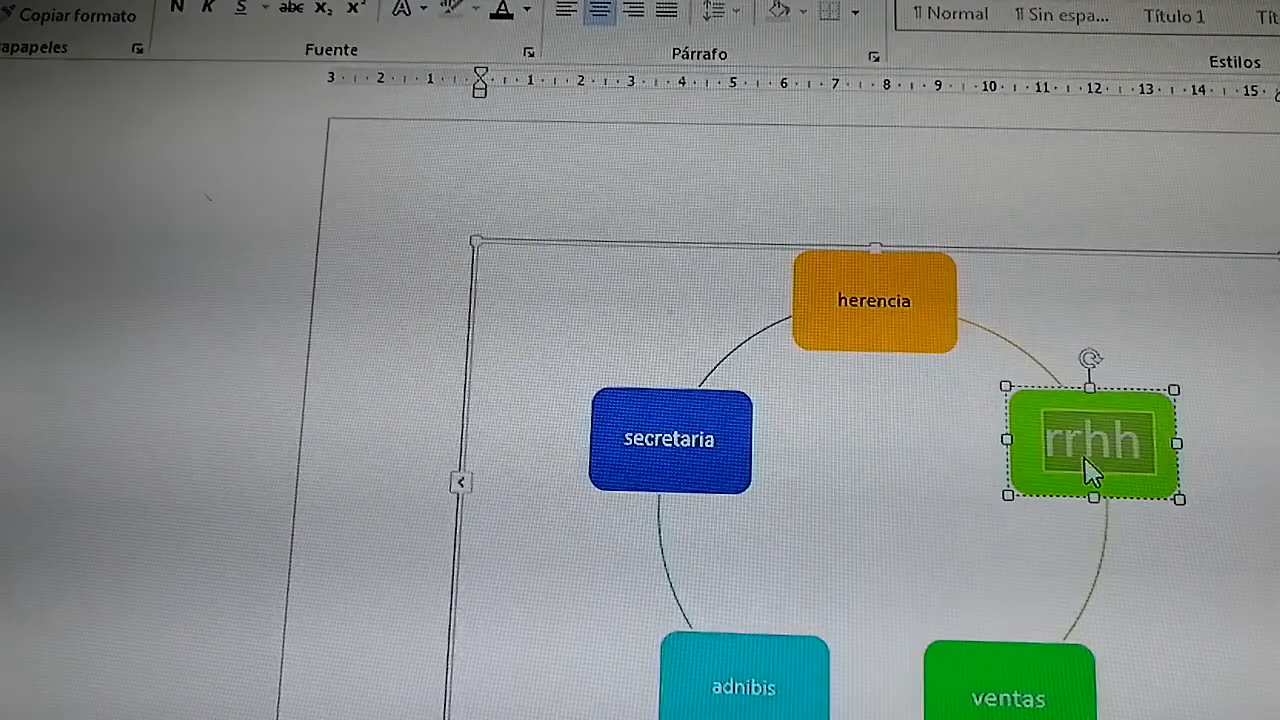 Copiar formato
N K S abc X₂ X² A A
apapeles Fuente Párrafo Estilos
¶ Normal ¶ Sin espa... Título 1 Tít
3 2 1 1 2 3 4 5 6 7 8 9 10 11 12 13 14 15
herencia
secretaria
rrhh
adnibis
ventas